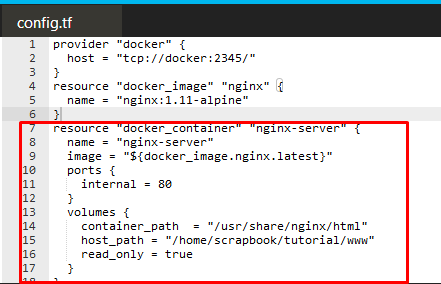 config.tf
1 provider "docker" {
2   host = "tcp://docker:2345/"
3 }
4 resource "docker_image" "nginx" {
5   name = "nginx:1.11-alpine"
6 }
7 resource "docker_container" "nginx-server" {
8   name = "nginx-server"
9   image = "${docker_image.nginx.latest}"
10   ports {
11     internal = 80
12   }
13   volumes {
14     container_path  = "/usr/share/nginx/html"
15     host_path = "/home/scrapbook/tutorial/www"
16     read_only = true
17   }